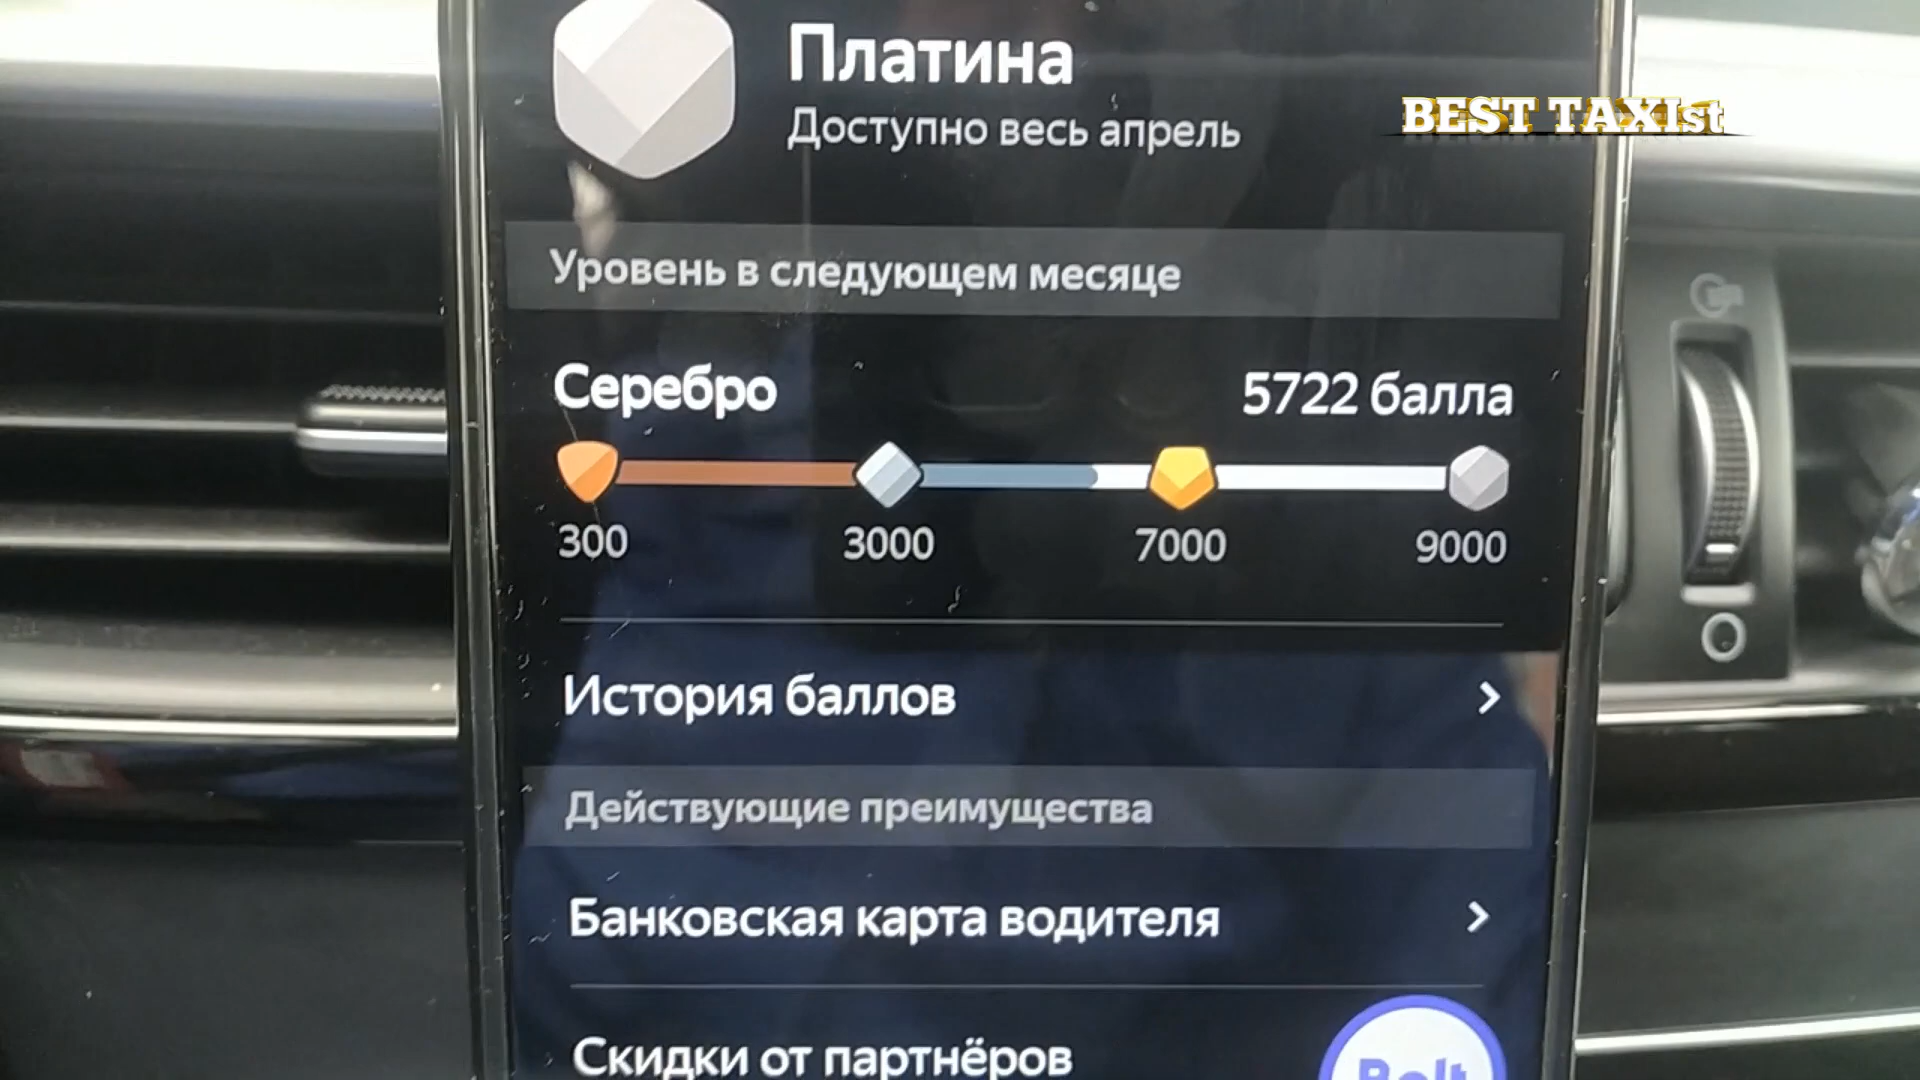 Платина
Доступно весь апрель
BEST TAXIst
Уровень в следующем месяце
Серебро
5722 балла
300 3000 7000 9000
История баллов
Действующие преимущества
Банковская карта водителя
Скидки от партнёров
Bolt